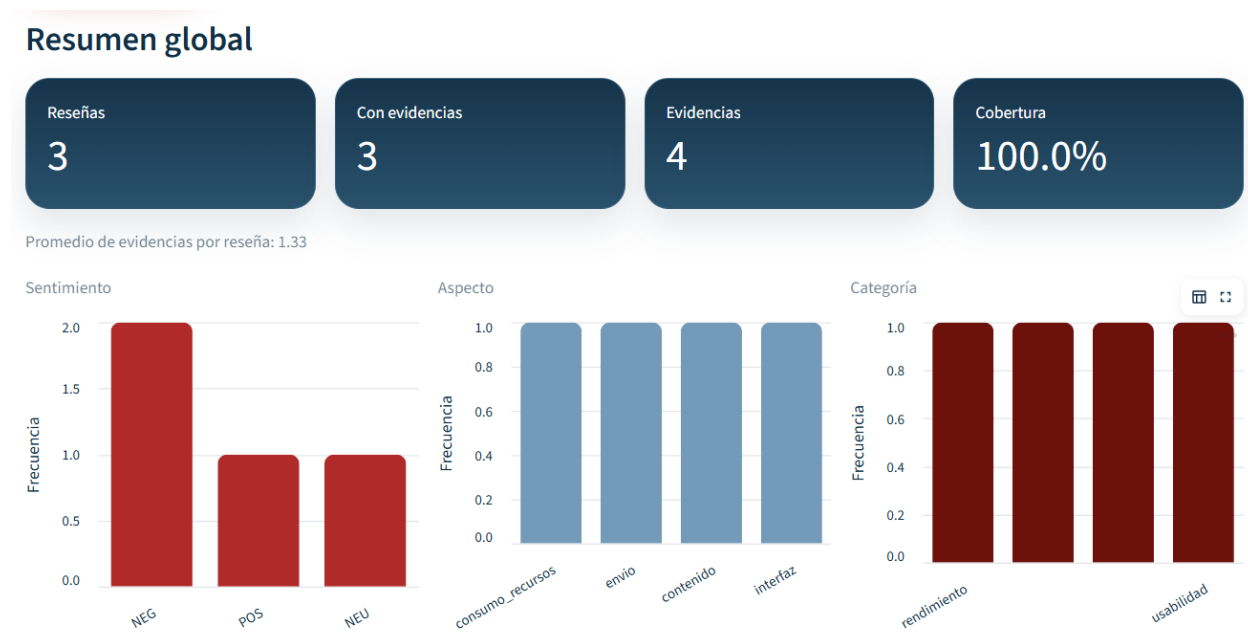 Resumen global
Reseñas
3
Con evidencias
3
Evidencias
4
Cobertura
100.0%
Promedio de evidencias por reseña: 1.33
Sentimiento
2.0
1.5
1.0
0.5
0.0
Frecuencia
NEG
POS
NEU
Aspecto
1.0
0.8
0.6
0.4
0.2
0.0
Frecuencia
consumo_recursos
envio
contenido
interfaz
Categoría
1.0
0.8
0.6
0.4
0.2
0.0
Frecuencia
rendimiento
usabilidad